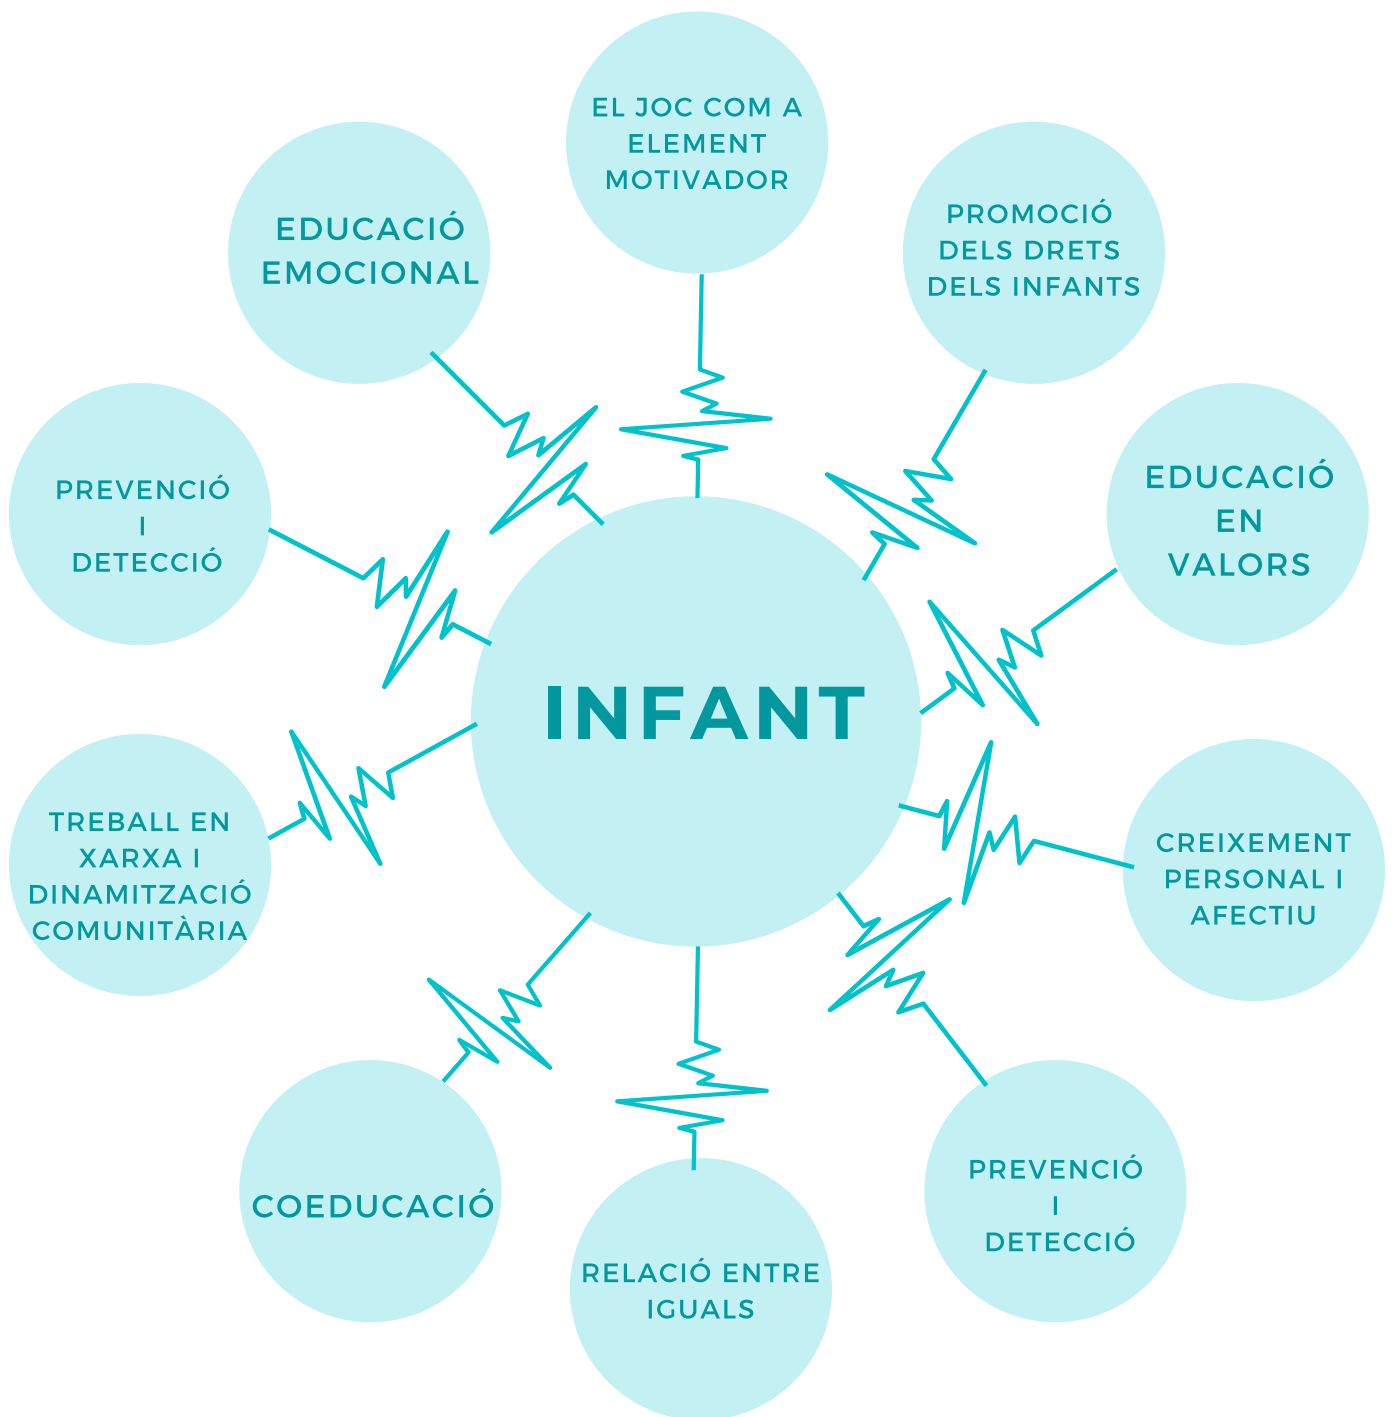 EL JOC COM A
ELEMENT
MOTIVADOR
PROMOCIÓ
DELS DRETS
DELS INFANTS
EDUCACIÓ
EN
VALORS
CREIXEMENT
PERSONAL I
AFECTIU
PREVENCIÓ
I
DETECCIÓ
RELACIÓ ENTRE
IGUALS
COEDUCACIÓ
TREBALL EN
XARXA I
DINAMITZACIÓ
COMUNITÀRIA
PREVENCIÓ
I
DETECCIÓ
EDUCACIÓ
EMOCIONAL
INFANT